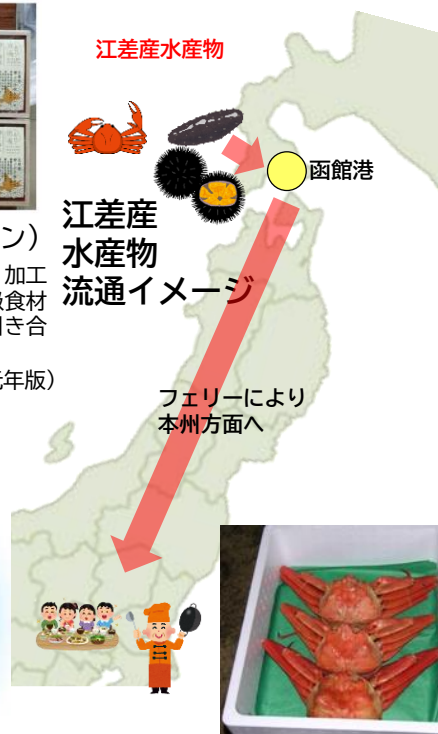 江差産水産物
函館港
ン）
加工
食材
引き合
元年版）
江差産
水産物
流通イメージ
フェリーにより
本州方面へ